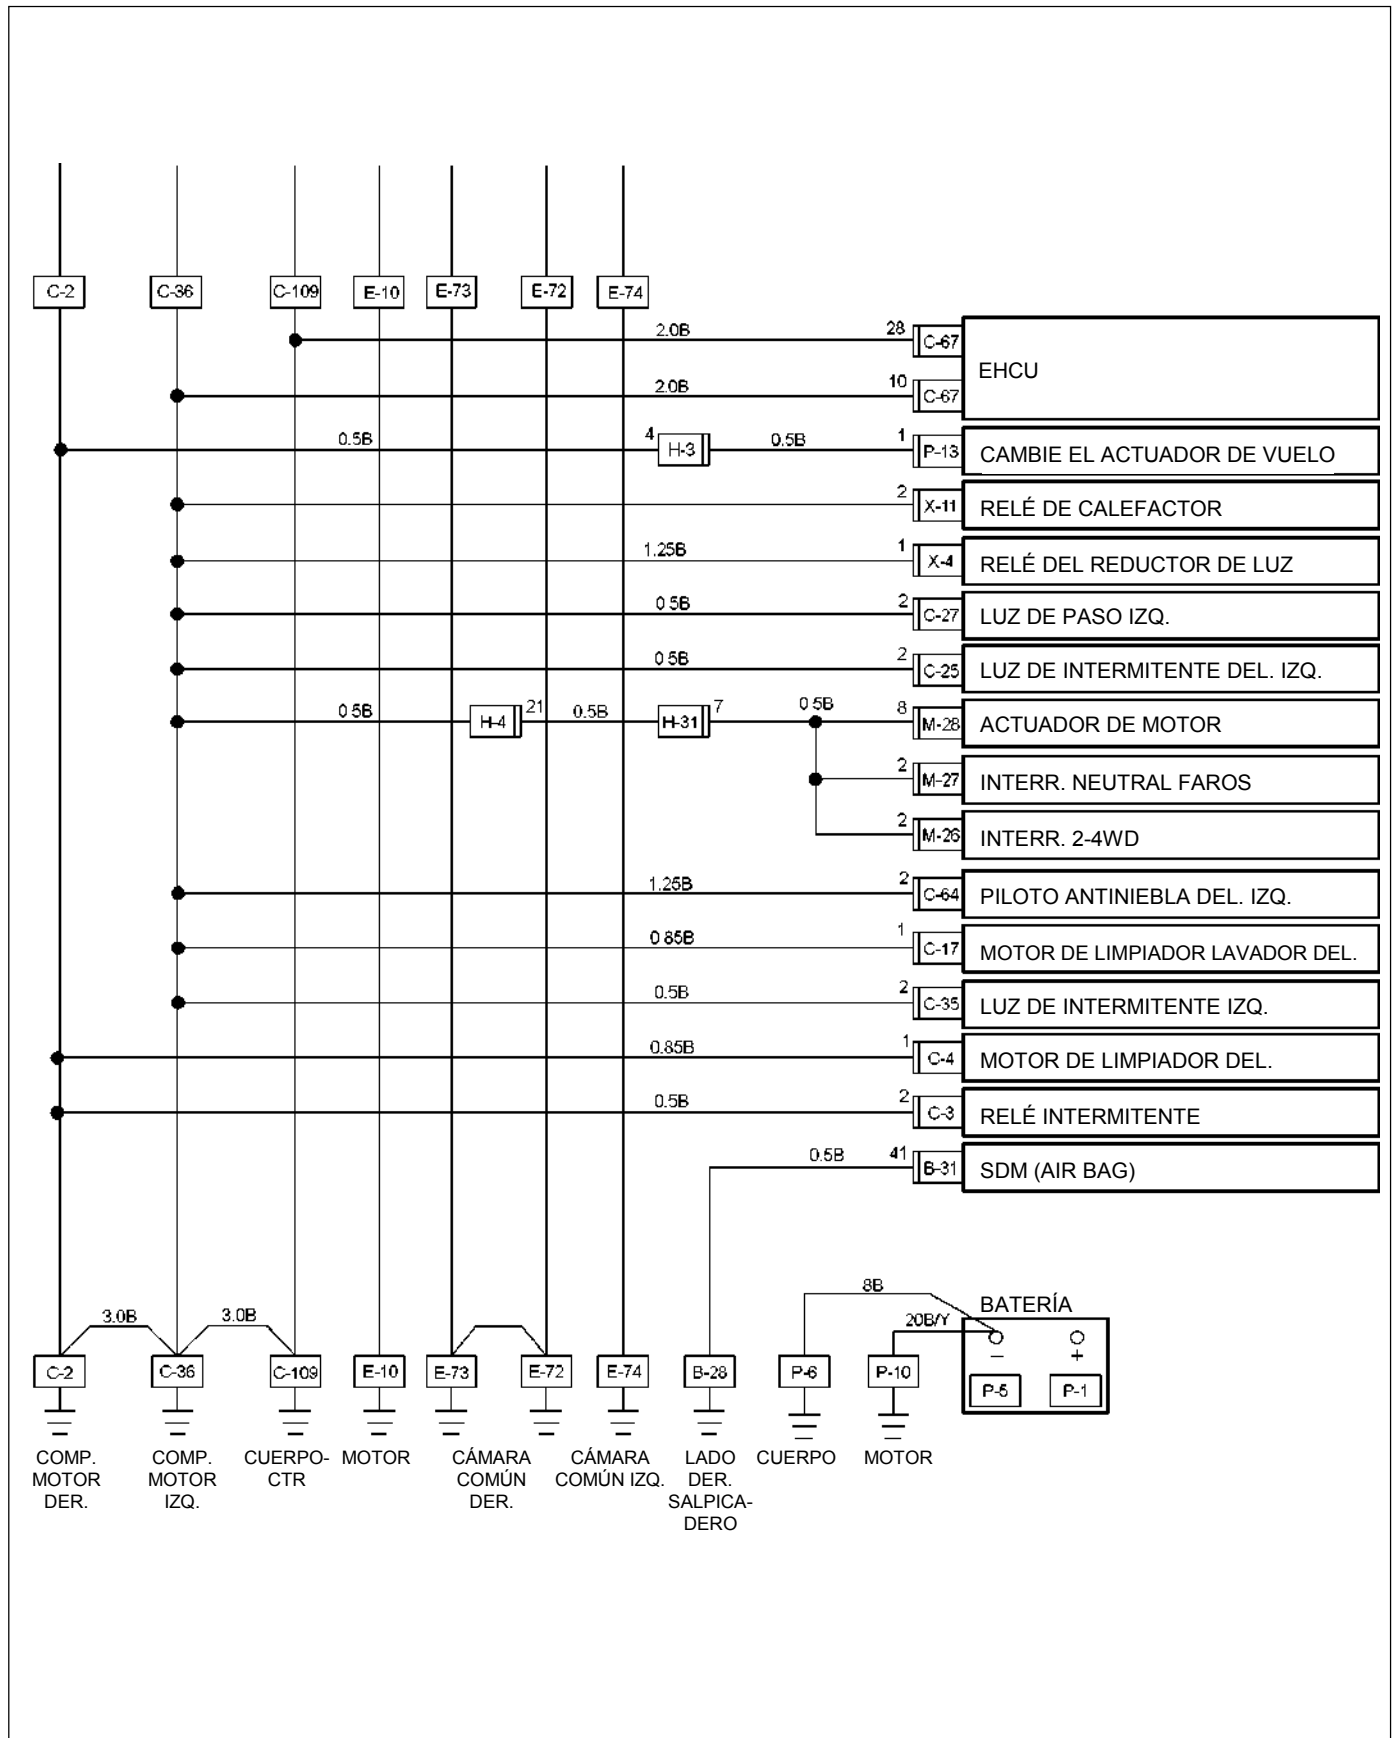 C-2 C-36 C-109 E-10 E-73 E-72 E-74
2.0B 28 C-67
EHCU
2.0B 10 C-67
0.5B 4 H-3 0.5B 1 P-13 CAMBIE EL ACTUADOR DE VUELO
2 X-11 RELÉ DE CALEFACTOR
1.25B 1 X-4 RELÉ DEL REDUCTOR DE LUZ
0 5B 2 C-27 LUZ DE PASO IZQ.
0 5B 2 C-25 LUZ DE INTERMITENTE DEL. IZQ.
0 5B H-4 21 0.5B H-31 7 0 5B 8 M-28 ACTUADOR DE MOTOR
2 M-27 INTERR. NEUTRAL FAROS
2 M-26 INTERR. 2-4WD
1.25B 2 C-64 PILOTO ANTINIEBLA DEL. IZQ.
0 85B 1 C-17 MOTOR DE LIMPIADOR LAVADOR DEL.
0.5B 2 C-35 LUZ DE INTERMITENTE IZQ.
0.85B 1 C-4 MOTOR DE LIMPIADOR DEL.
0.5B 2 C-3 RELÉ INTERMITENTE
0.5B 41 B-31 SDM (AIR BAG)
8B
BATERÍA
3.0B 3.0B 20B/Y
− +
C-2 C-36 C-109 E-10 E-73 E-72 E-74 B-28 P-6 P-10 P-5 P-1
COMP.
MOTOR
DER.
COMP.
MOTOR
IZQ.
CUERPO-
CTR
MOTOR
CÁMARA
COMÚN
DER.
CÁMARA
COMÚN IZQ.
LADO
DER.
SALPICA-
DERO
CUERPO
MOTOR